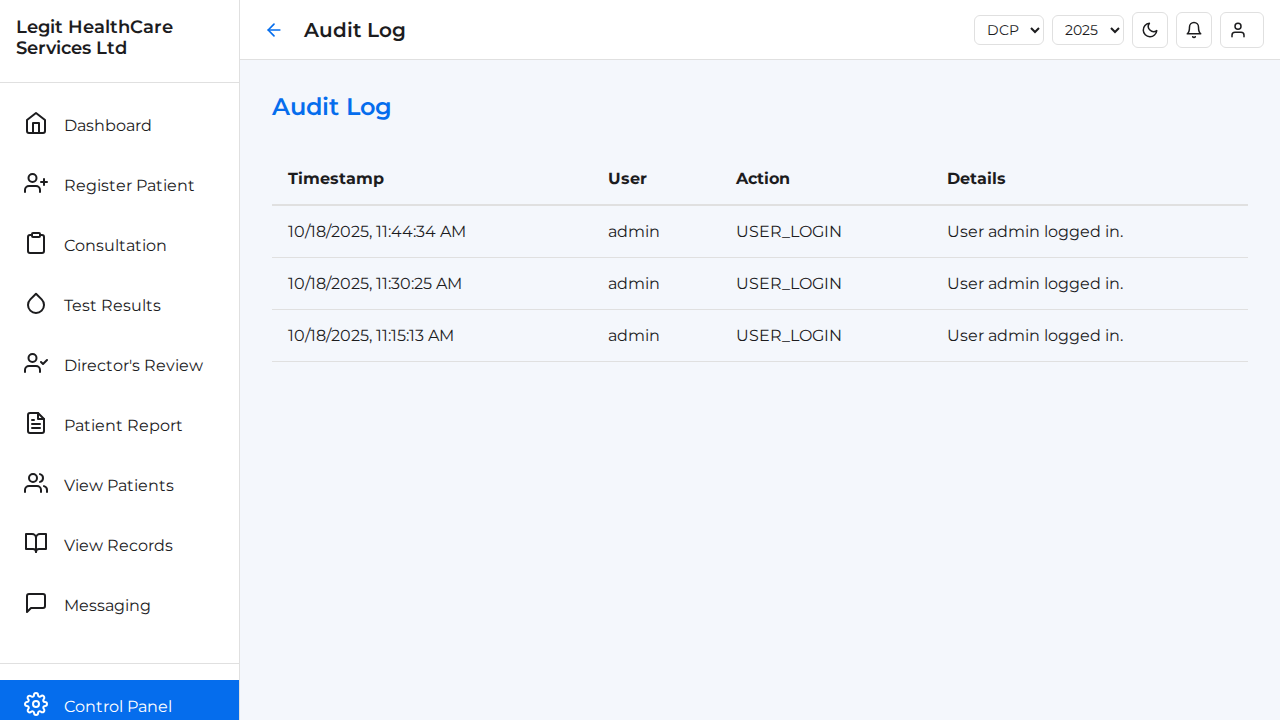 Legit HealthCare
Services Ltd
Audit Log
DCP
2025
Dashboard
Register Patient
Consultation
Test Results
Director's Review
Patient Report
View Patients
View Records
Messaging
Control Panel
Audit Log
Timestamp User Action Details
10/18/2025, 11:44:34 AM admin USER_LOGIN User admin logged in.
10/18/2025, 11:30:25 AM admin USER_LOGIN User admin logged in.
10/18/2025, 11:15:13 AM admin USER_LOGIN User admin logged in.